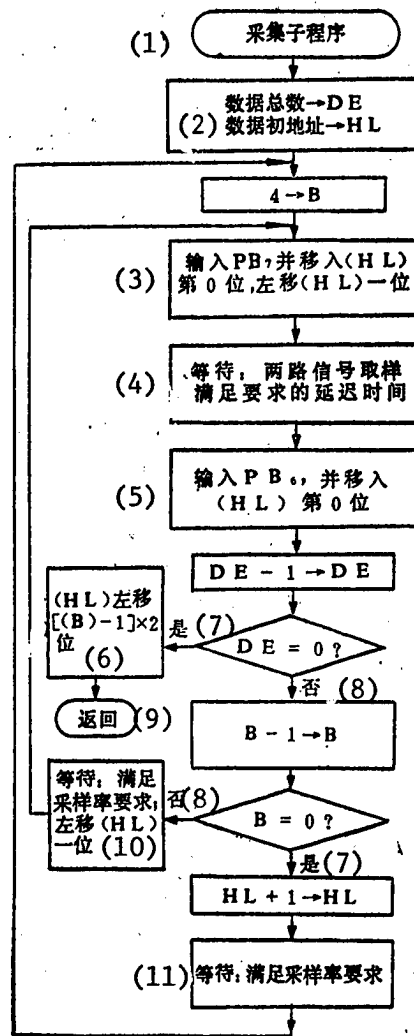 (1) 采集子程序
数据总数→DE
(2) 数据初地址→HL
4→B
输入PB₇并移入(HL)
(3) 第0位,左移(HL)一位
等待:两路信号取样
(4) 满足要求的延迟时间
输入PB₆,并移入
(5) (HL)第0位
DE-1→DE
(HL)左移
[(B)-1]×2
位
(6)
是(7)
DE=0?
否 (8)
返回 (9)
B-1→B
等待:满足
采样率要求;
左移(HL)
一位(10)
否(8)
B=0?
是(7)
HL+1→HL
(11) 等待:满足采样率要求